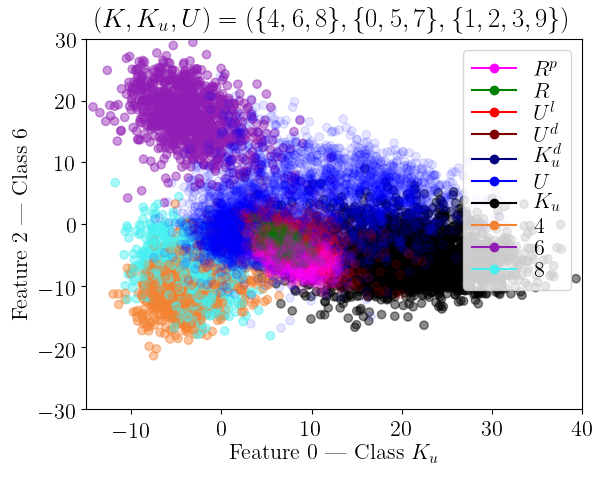 (K, K_u, U) = ({4, 6, 8}, {0, 5, 7}, {1, 2, 3, 9})
30
20
10
0
−10
−20
−30
Feature 2 — Class 6
R^p
R
U^l
U^d
K_u^d
U
K_u
4
6
8
−10
0
10
20
30
40
Feature 0 — Class K_u